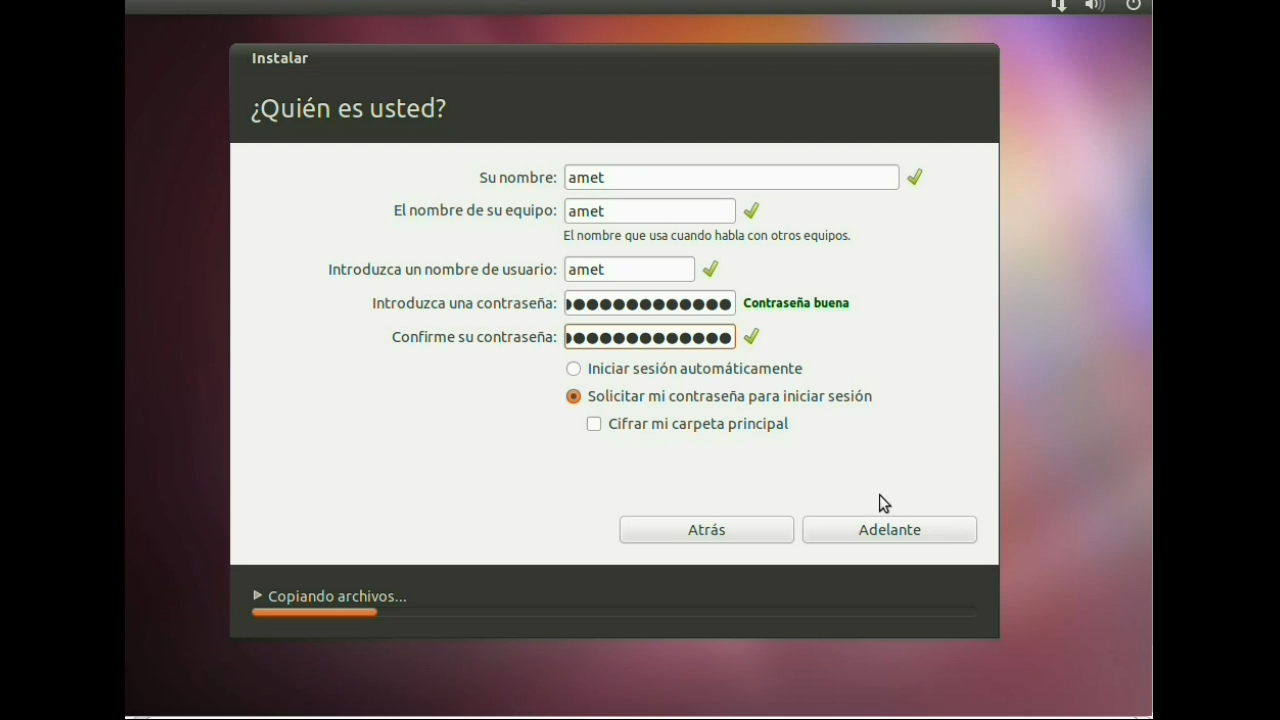 Instalar
¿Quién es usted?
Su nombre: amet
El nombre de su equipo: amet
El nombre que usa cuando habla con otros equipos.
Introduzca un nombre de usuario: amet
Introduzca una contraseña: Contraseña buena
Confirme su contraseña:
Iniciar sesión automáticamente
Solicitar mi contraseña para iniciar sesión
Cifrar mi carpeta principal
Atrás Adelante
Copiando archivos...